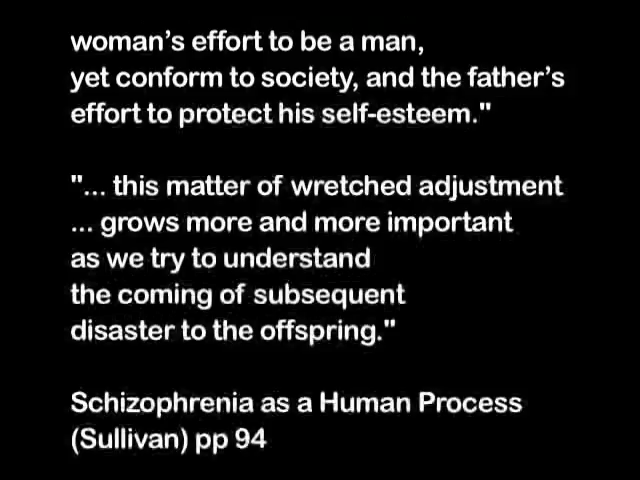 woman’s effort to be a man,
yet conform to society, and the father’s
effort to protect his self-esteem."
"... this matter of wretched adjustment
... grows more and more important
as we try to understand
the coming of subsequent
disaster to the offspring."
Schizophrenia as a Human Process
(Sullivan) pp 94